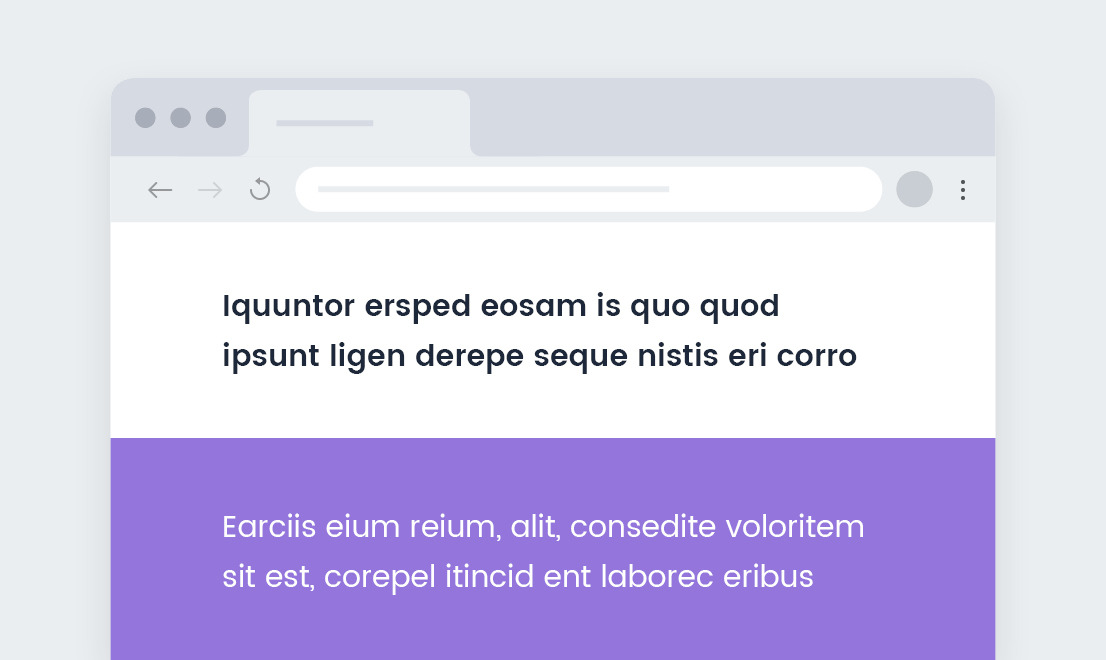 Iquuntor ersped eosam is quo quod
ipsunt ligen derepe seque nistis eri corro
Earciis eium reium, alit, consedite voloritem
sit est, corepel itincid ent laborec eribus